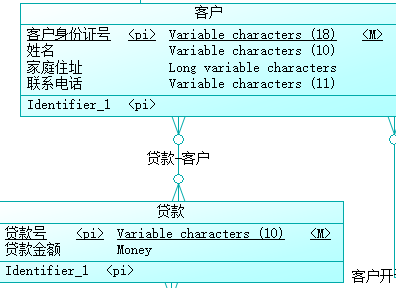 客户
客户身份证号 <pi> Variable characters (18) <M>
姓名 Variable characters (10)
家庭住址 Long variable characters
联系电话 Variable characters (11)
Identifier_1 <pi>
贷款-客户
贷款
贷款号 <pi> Variable characters (10) <M>
贷款金额 Money
Identifier_1 <pi>
客户开